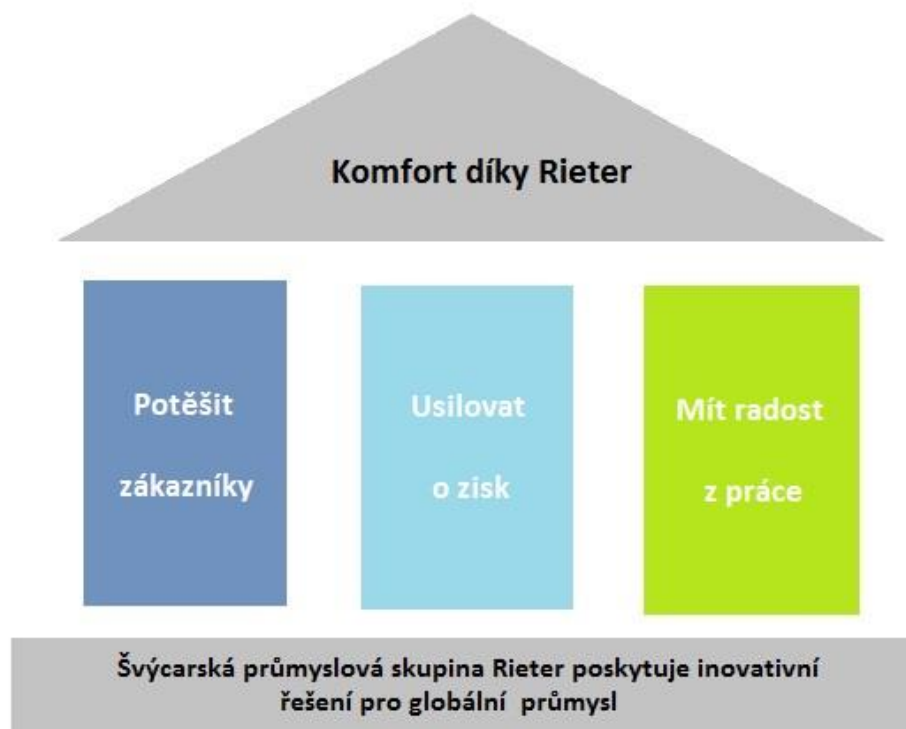 Komfort díky Rieter
Potěšit
zákazníky
Usilovat
o zisk
Mít radost
z práce
Švýcarská průmyslová skupina Rieter poskytuje inovativní
řešení pro globální  průmysl